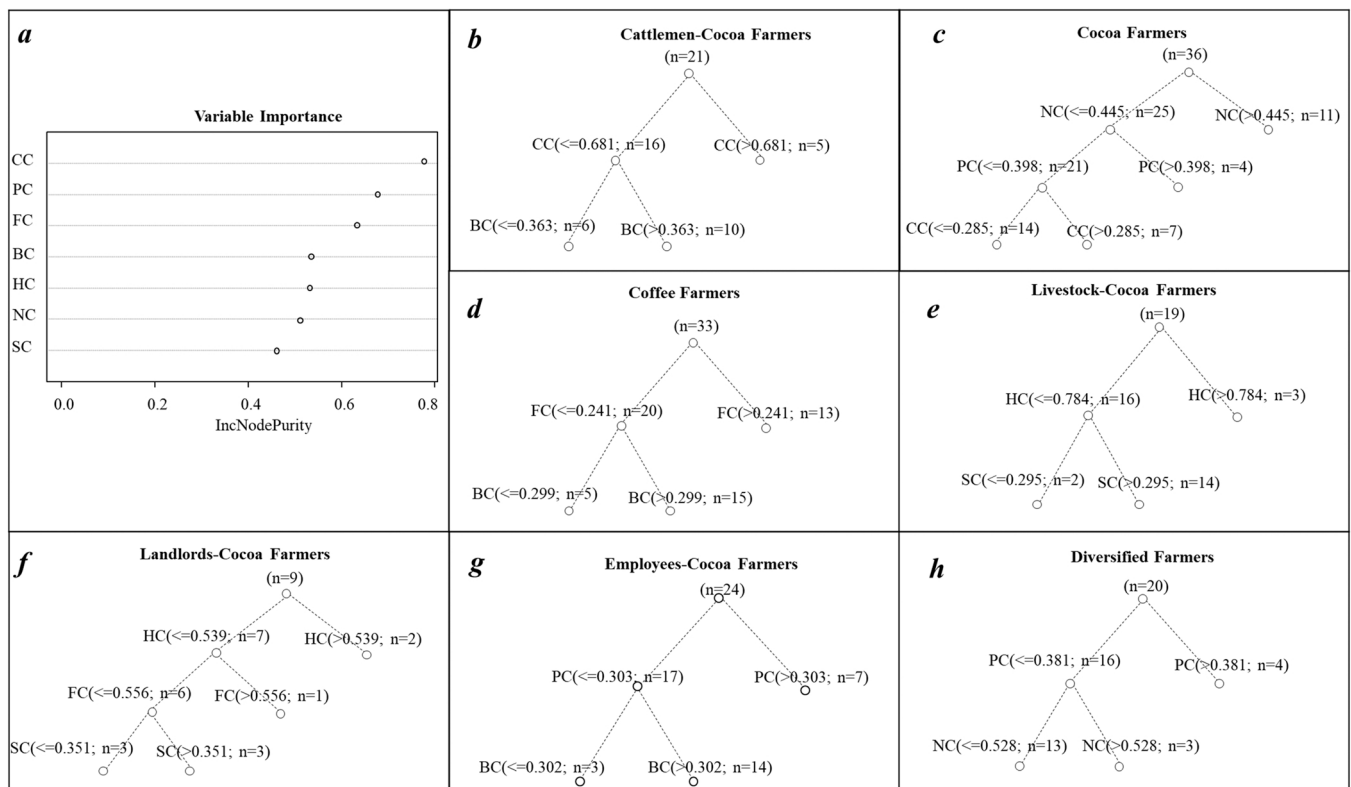 a
Variable Importance
CC
PC
FC
BC
HC
NC
SC
0.0 0.2 0.4 0.6 0.8
IncNodePurity
b
Cattlemen-Cocoa Farmers
(n=21)
CC(<=0.681; n=16) CC(>0.681; n=5)
BC(<=0.363; n=6) BC(>0.363; n=10)
c
Cocoa Farmers
(n=36)
NC(<=0.445; n=25) NC(>0.445; n=11)
PC(<=0.398; n=21) PC(>0.398; n=4)
CC(<=0.285; n=14) CC(>0.285; n=7)
d
Coffee Farmers
(n=33)
FC(<=0.241; n=20) FC(>0.241; n=13)
BC(<=0.299; n=5) BC(>0.299; n=15)
e
Livestock-Cocoa Farmers
(n=19)
HC(<=0.784; n=16) HC(>0.784; n=3)
SC(<=0.295; n=2) SC(>0.295; n=14)
f
Landlords-Cocoa Farmers
(n=9)
HC(<=0.539; n=7) HC(>0.539; n=2)
FC(<=0.556; n=6) FC(>0.556; n=1)
SC(<=0.351; n=3) SC(>0.351; n=3)
g
Employees-Cocoa Farmers
(n=24)
PC(<=0.303; n=17) PC(>0.303; n=7)
BC(<=0.302; n=3) BC(>0.302; n=14)
h
Diversified Farmers
(n=20)
PC(<=0.381; n=16) PC(>0.381; n=4)
NC(<=0.528; n=13) NC(>0.528; n=3)